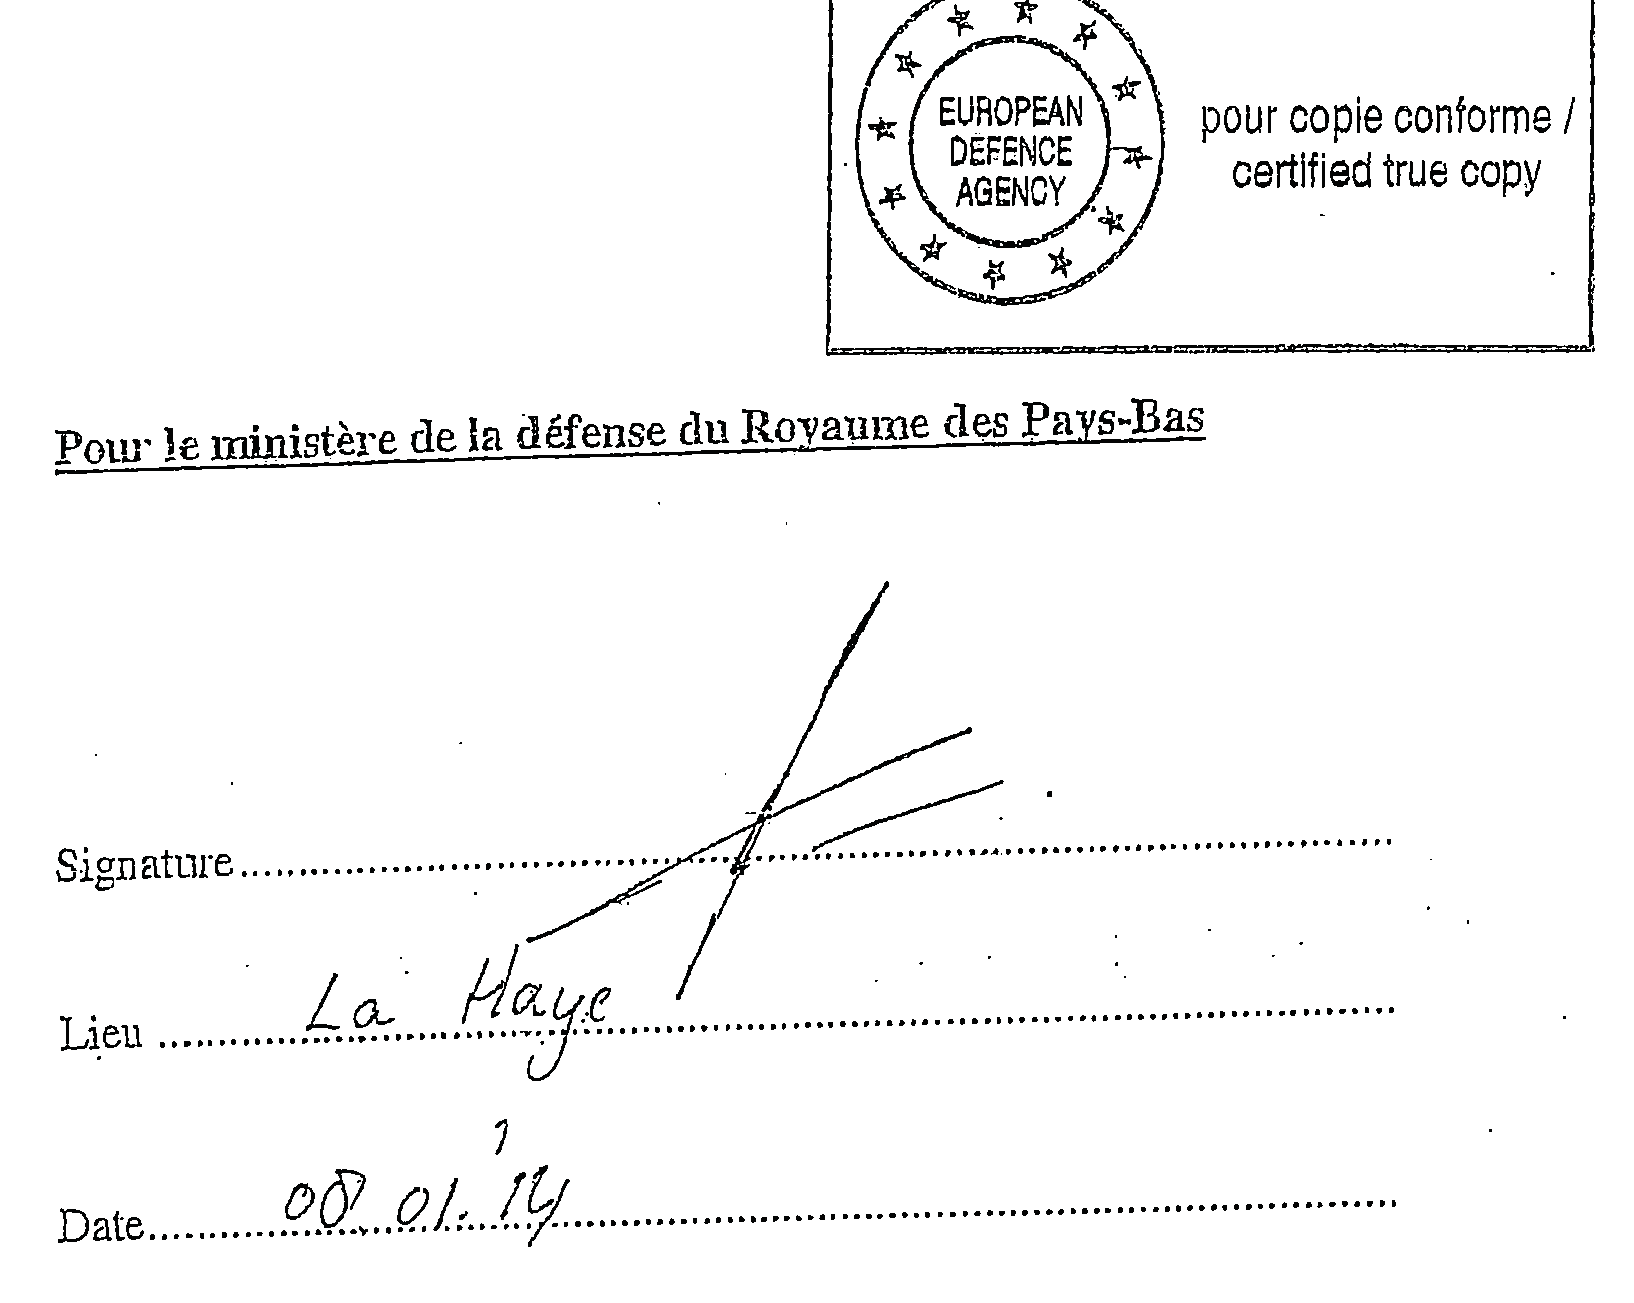 EUROPEAN
DEFENCE
AGENCY
pour copie conforme /
certified true copy
Pour le ministère de la défense du Royaume des Pays-Bas
Signature
Lieu La Haye
Date 08.01.'14